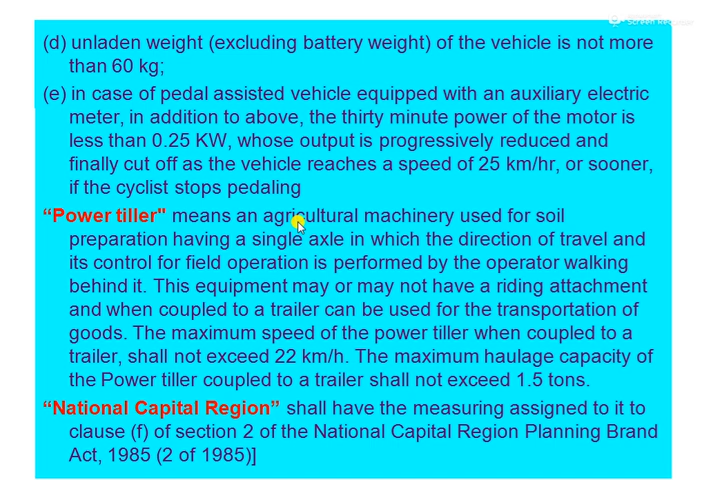 Screen Recorder
(d) unladen weight (excluding battery weight) of the vehicle is not more
than 60 kg;
(e) in case of pedal assisted vehicle equipped with an auxiliary electric
meter, in addition to above, the thirty minute power of the motor is
less than 0.25 KW, whose output is progressively reduced and
finally cut off as the vehicle reaches a speed of 25 km/hr, or sooner,
if the cyclist stops pedaling
“Power tiller" means an agricultural machinery used for soil
preparation having a single axle in which the direction of travel and
its control for field operation is performed by the operator walking
behind it. This equipment may or may not have a riding attachment
and when coupled to a trailer can be used for the transportation of
goods. The maximum speed of the power tiller when coupled to a
trailer, shall not exceed 22 km/h. The maximum haulage capacity of
the Power tiller coupled to a trailer shall not exceed 1.5 tons.
“National Capital Region” shall have the measuring assigned to it to
clause (f) of section 2 of the National Capital Region Planning Brand
Act, 1985 (2 of 1985)]